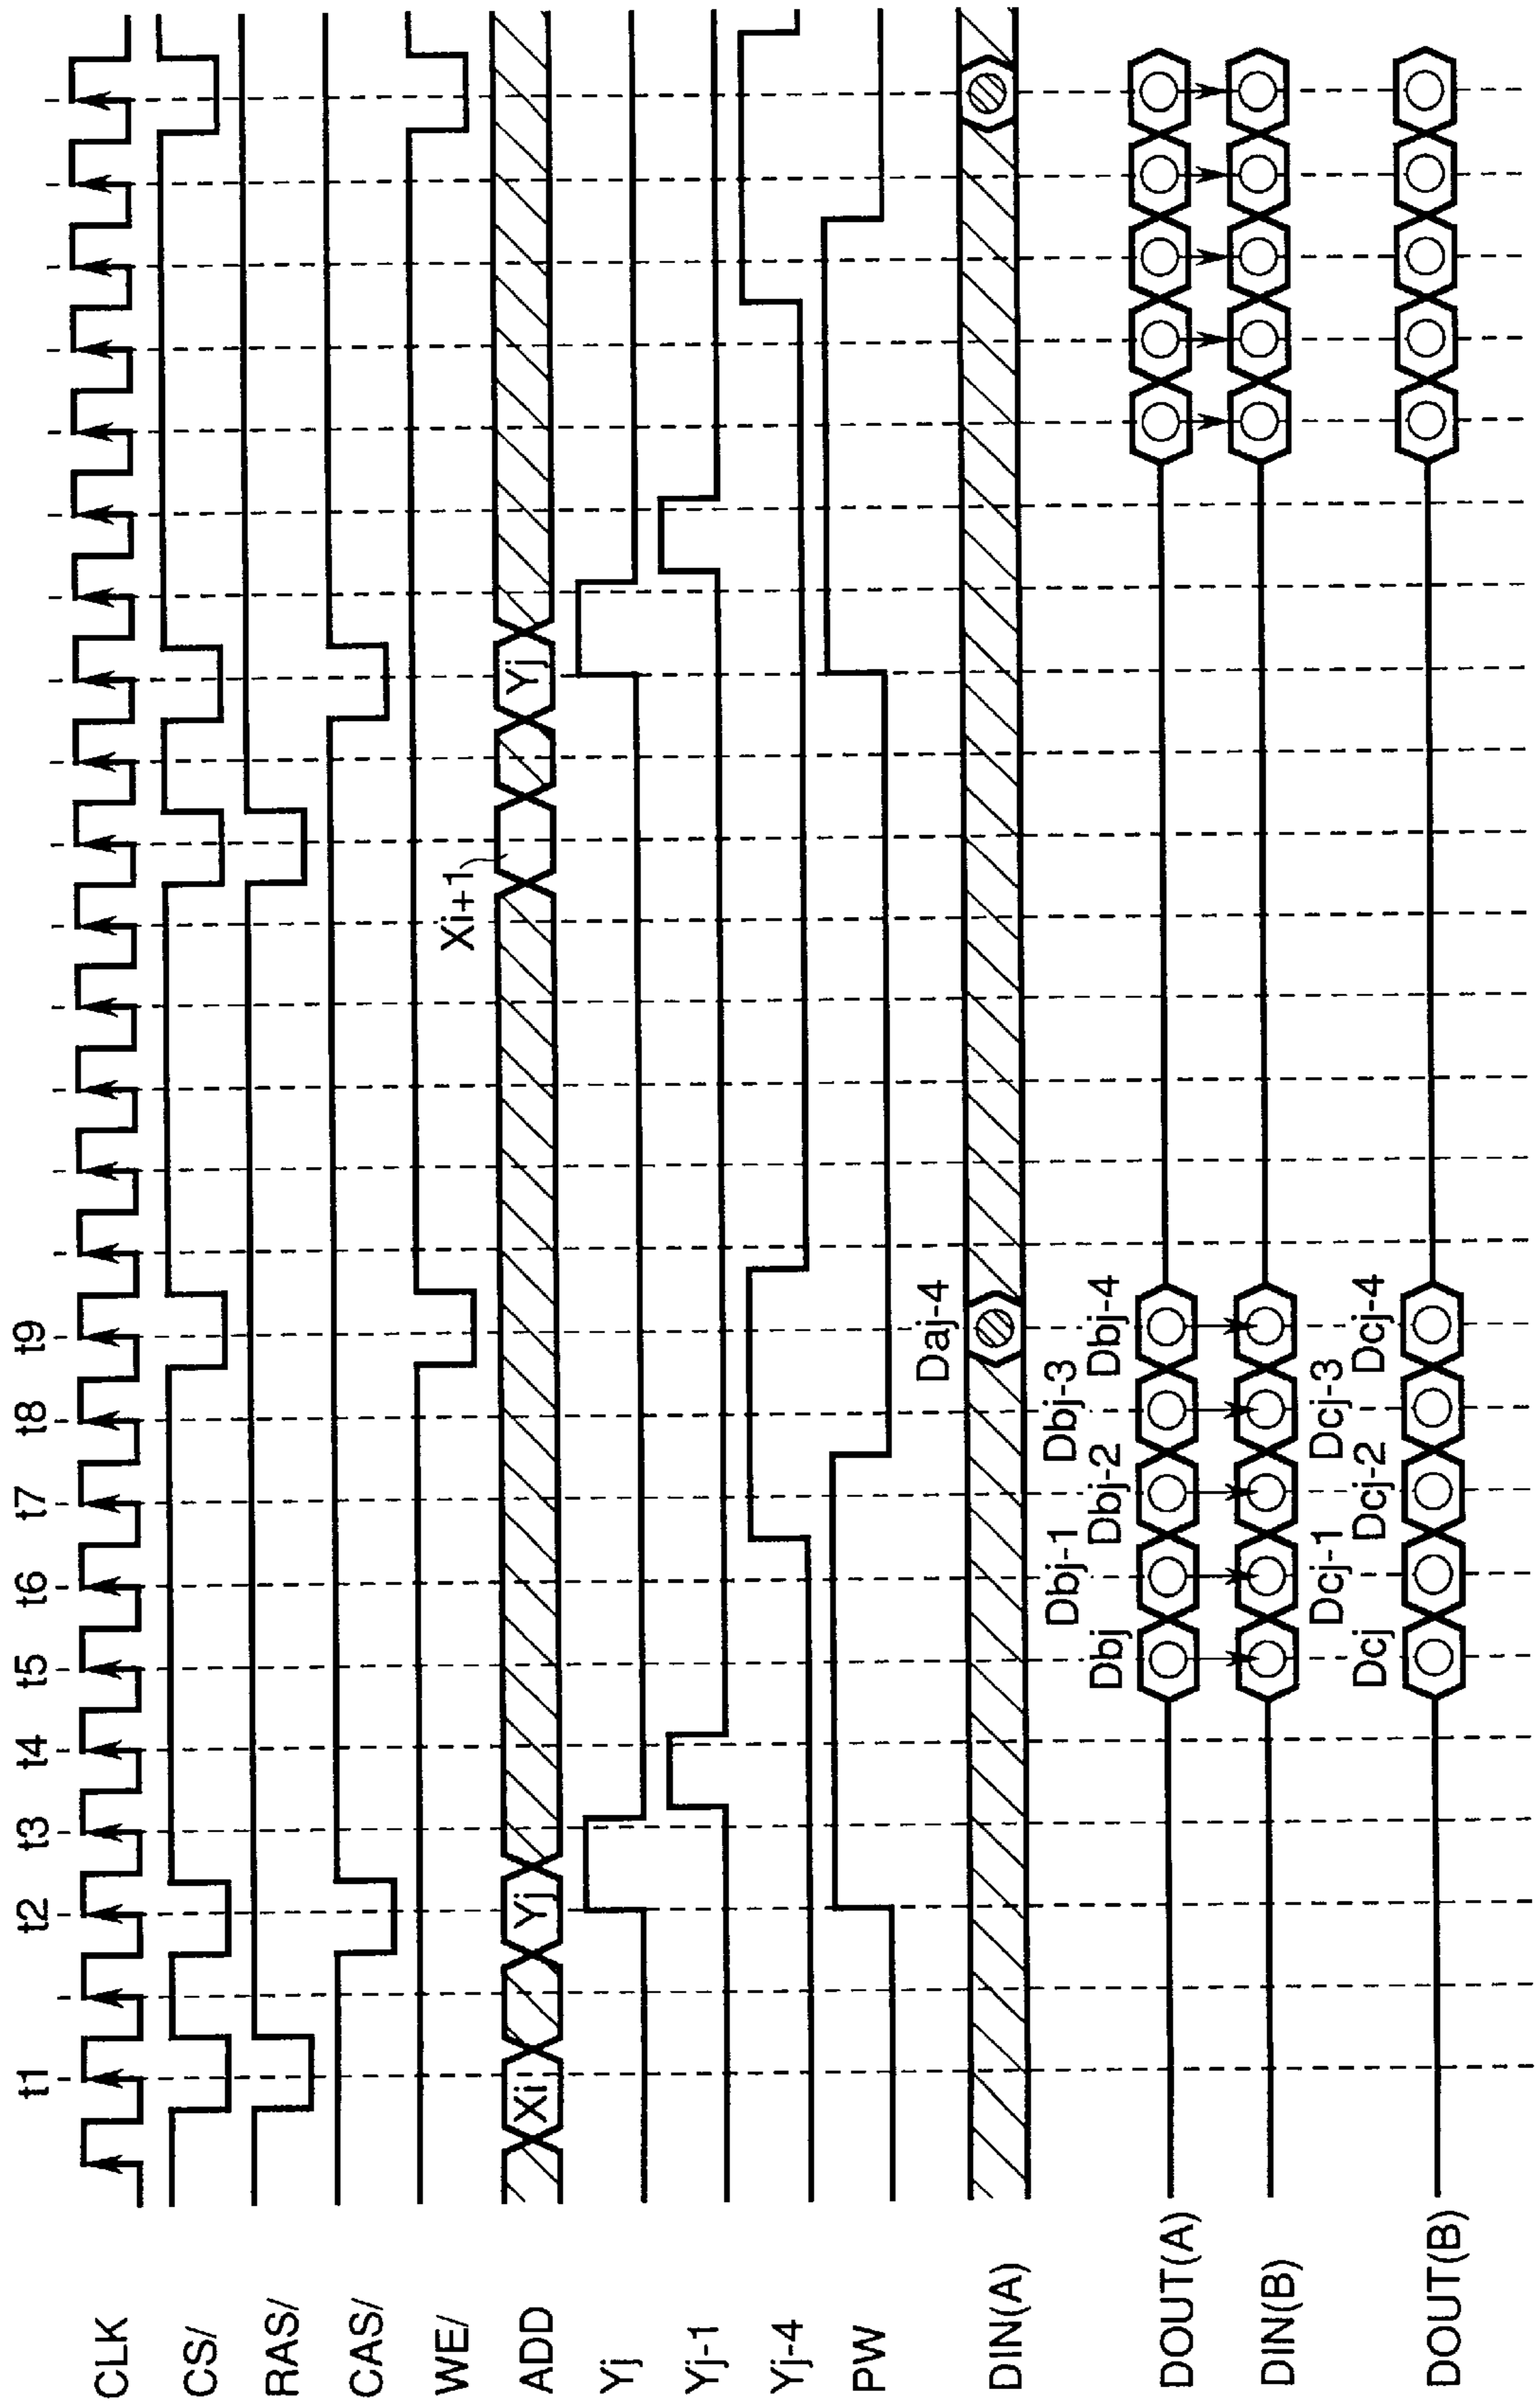 t1 t2 t3 t4 t5 t6 t7 t8 t9
CLK
CS/
RAS/
CAS/
WE/
Xi+1
ADD Xi Yj Yj
Yj
Yj-1
Yj-4
PW
Daj-4
DIN(A)
Dbj-1 Dbj-3
Dbj Dbj-2 Dbj-4
DOUT(A)
DIN(B)
Dcj-1 Dcj-3
Dcj Dcj-2 Dcj-4
DOUT(B)